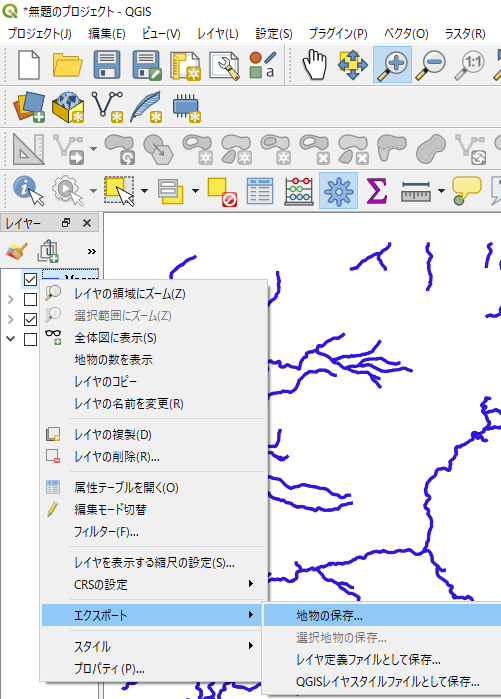 *無題のプロジェクト - QGIS
プロジェクト(J) 編集(E) ビュー(V) レイヤ(L) 設定(S) プラグイン(P) ベクタ(O) ラスタ(R)
1:1
レイヤー
»
レイヤの領域にズーム(Z)
選択範囲にズーム(Z)
全体図に表示(S)
地物の数を表示
レイヤのコピー
レイヤの名前を変更(R)
レイヤの複製(D)
レイヤの削除(R)...
属性テーブルを開く(O)
編集モード切替
フィルター(F)...
レイヤを表示する縮尺の設定(S)...
CRSの設定
エクスポート
地物の保存...
選択地物の保存...
スタイル
レイヤ定義ファイルとして保存...
プロパティ(P)...
QGISレイヤスタイルファイルとして保存...